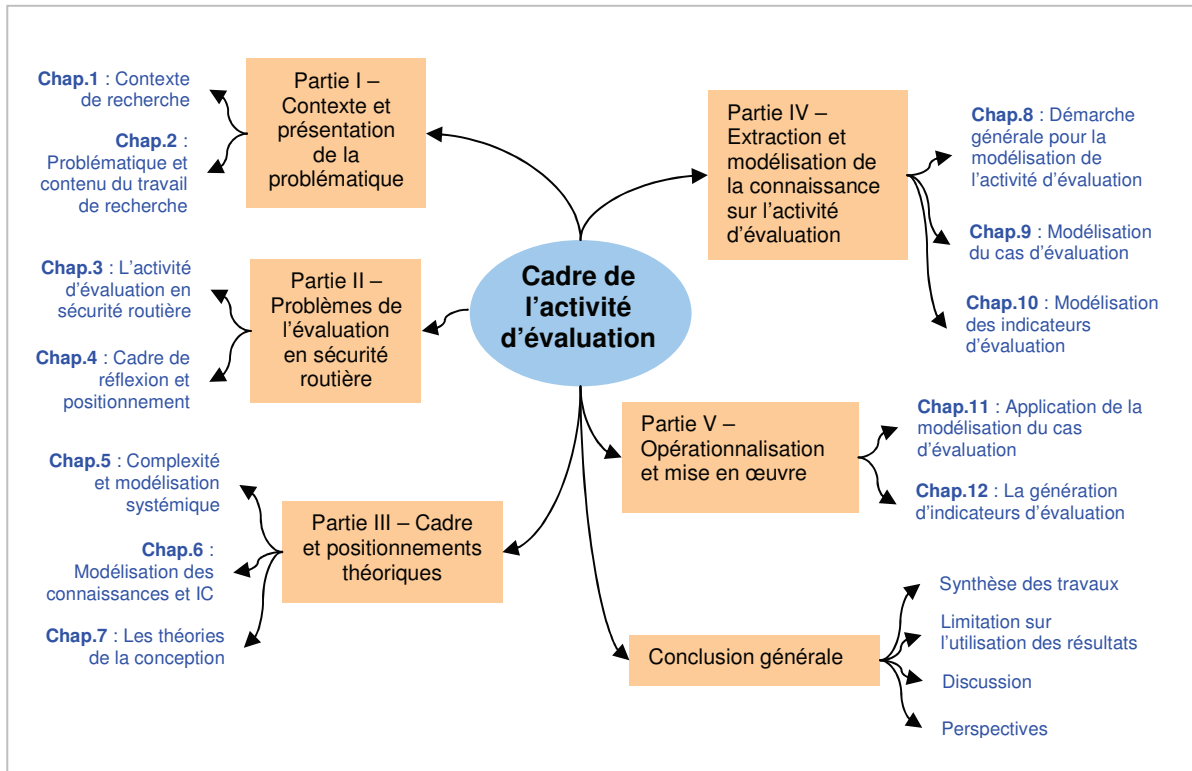 Cadre de
l’activité
d’évaluation
Partie I –
Contexte et
présentation
de la
problématique
Chap.1 : Contexte
de recherche
Chap.2 :
Problématique et
contenu du travail
de recherche
Partie II –
Problèmes de
l’évaluation
en sécurité
routière
Chap.3 : L’activité
d’évaluation en
sécurité routière
Chap.4 : Cadre de
réflexion et
positionnement
Partie III – Cadre
et positionnements
théoriques
Chap.5 : Complexité
et modélisation
systémique
Chap.6 :
Modélisation des
connaissances et IC
Chap.7 : Les théories
de la conception
Partie IV –
Extraction et
modélisation de
la connaissance
sur l’activité
d’évaluation
Chap.8 : Démarche
générale pour la
modélisation de
l’activité d’évaluation
Chap.9 : Modélisation
du cas d’évaluation
Chap.10 : Modélisation
des indicateurs
d’évaluation
Partie V –
Opérationnalisation
et mise en œuvre
Chap.11 : Application de la
modélisation du cas
d’évaluation
Chap.12 : La génération
d’indicateurs d’évaluation
Conclusion générale
Synthèse des travaux
Limitation sur
l’utilisation des résultats
Discussion
Perspectives